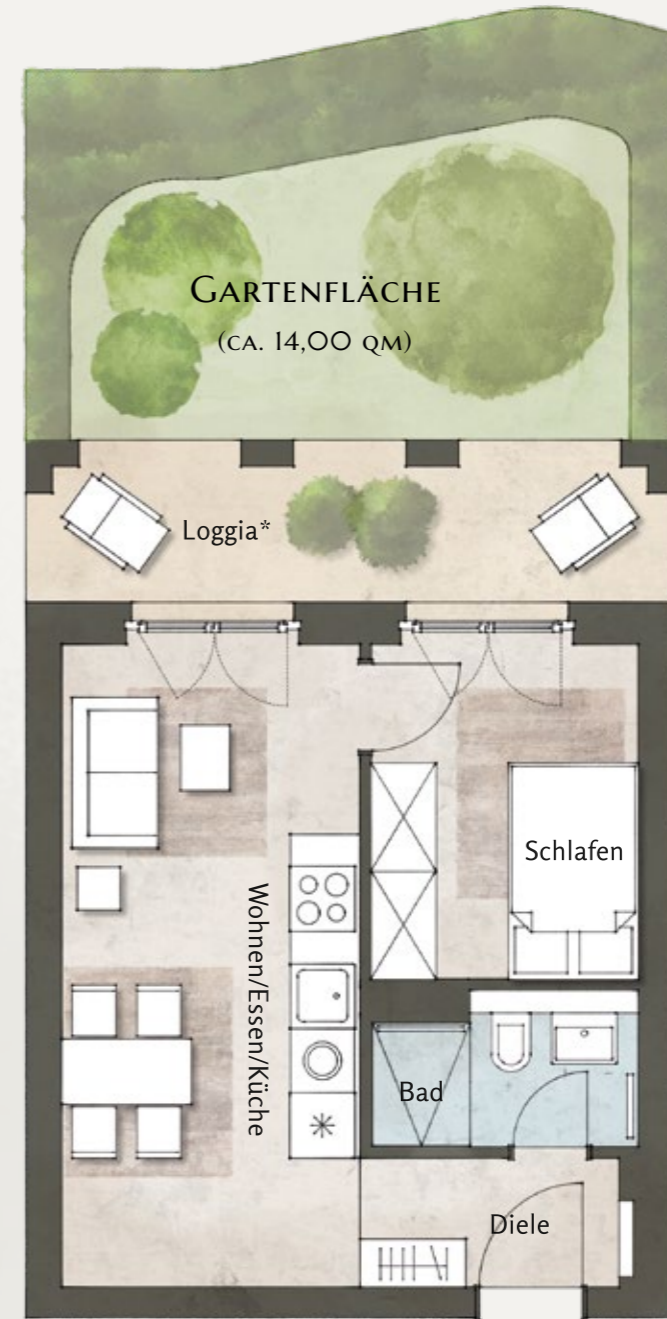 GARTENFLÄCHE
(CA. 14,00 QM)
Loggia*
Schlafen
Wohnen/Essen/Küche
Bad
Diele